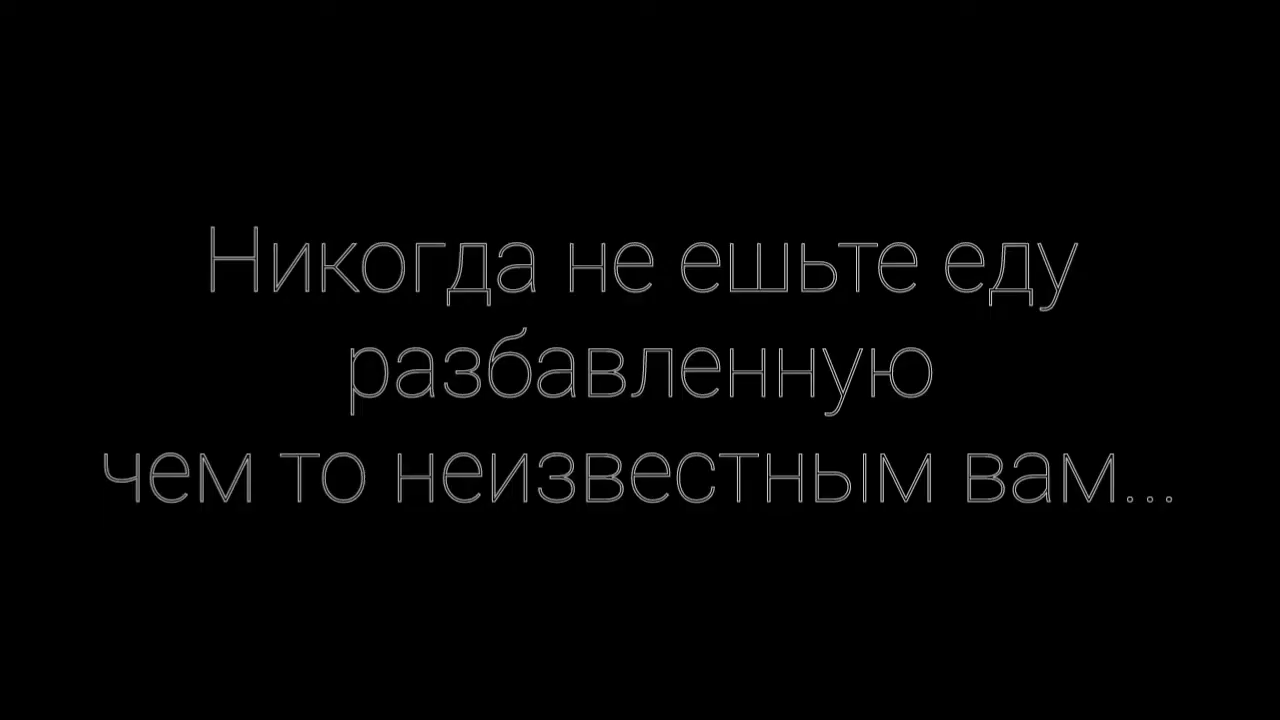 Никогда не ешьте еду
разбавленную
чем то неизвестным вам...